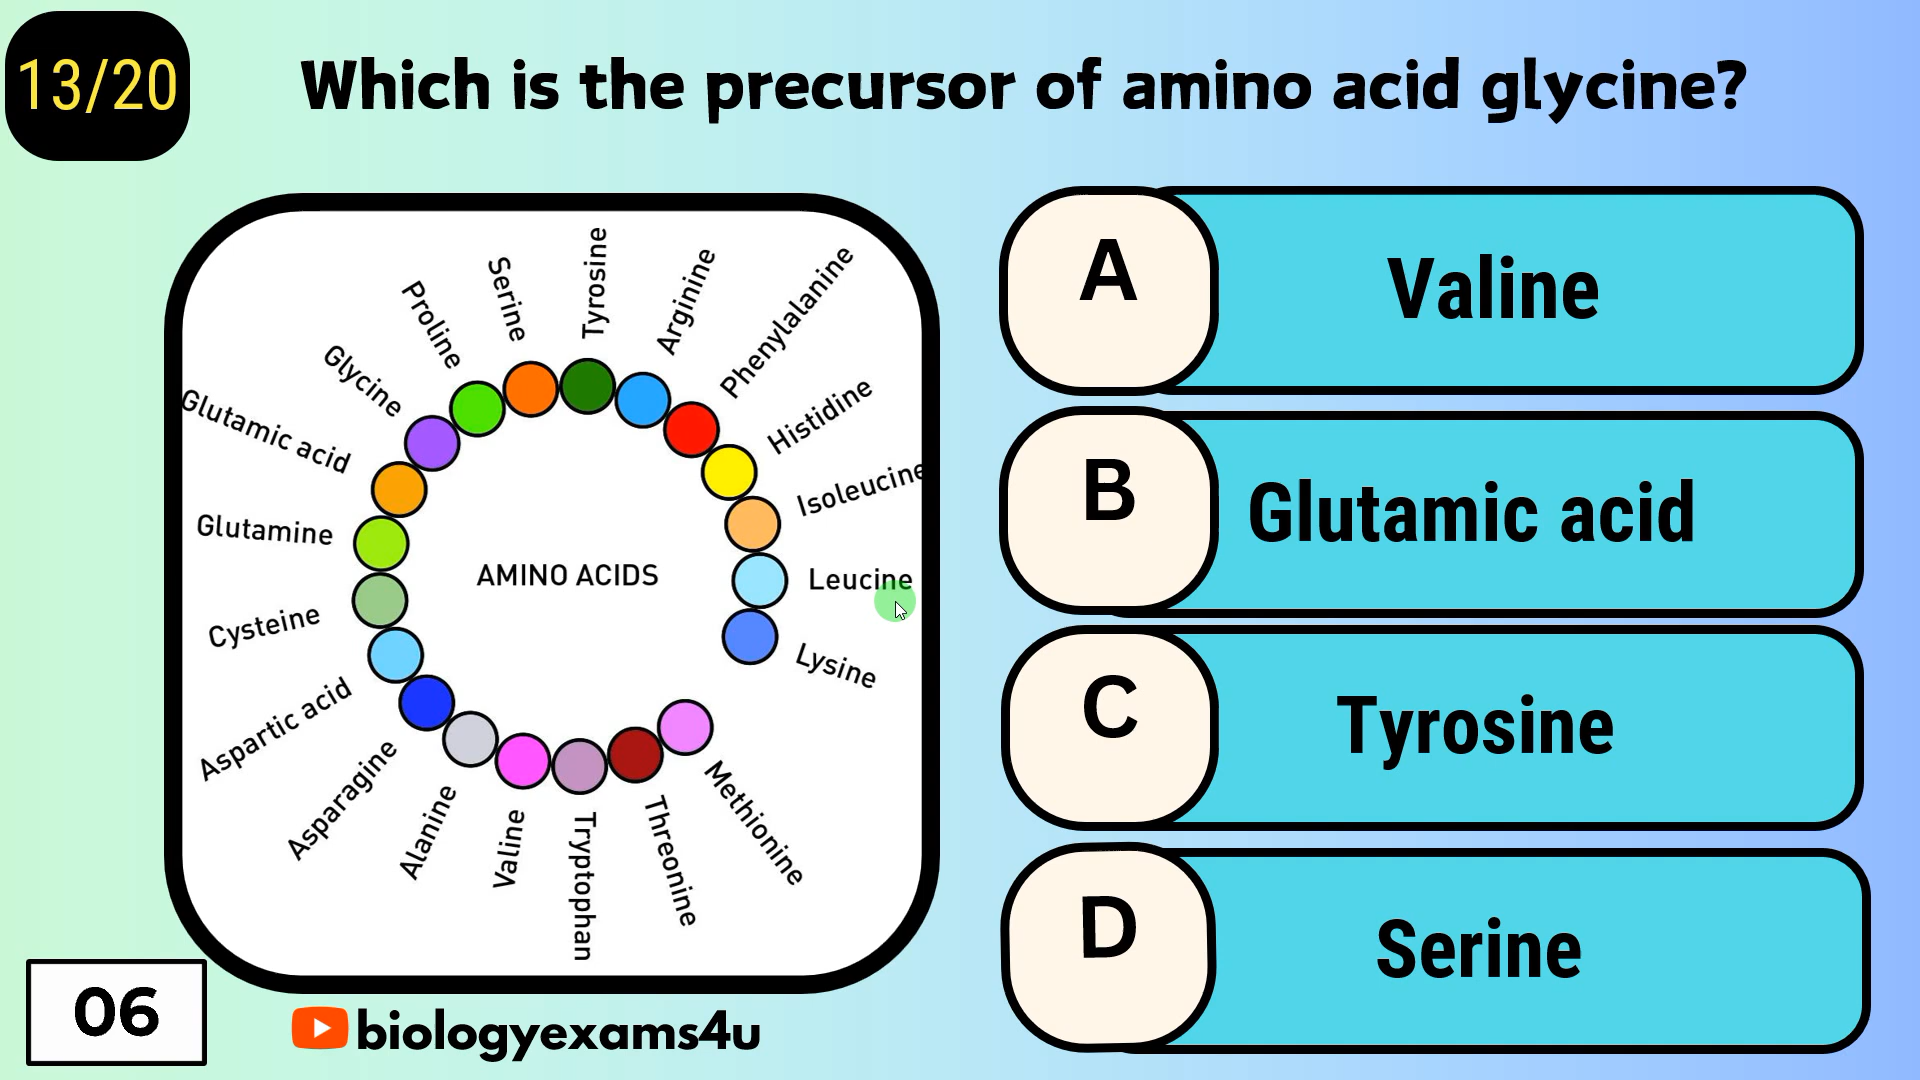 13/20
Which is the precursor of amino acid glycine?
Tyrosine
Serine
Arginine
Proline
Phenylalanine
Glycine
Histidine
Glutamic acid
Isoleucine
Glutamine
AMINO ACIDS
Leucine
Cysteine
Lysine
Aspartic acid
Asparagine
Alanine
Valine
Tryptophan
Threonine
Methionine
A
Valine
B
Glutamic acid
C
Tyrosine
D
Serine
06
biologyexams4u